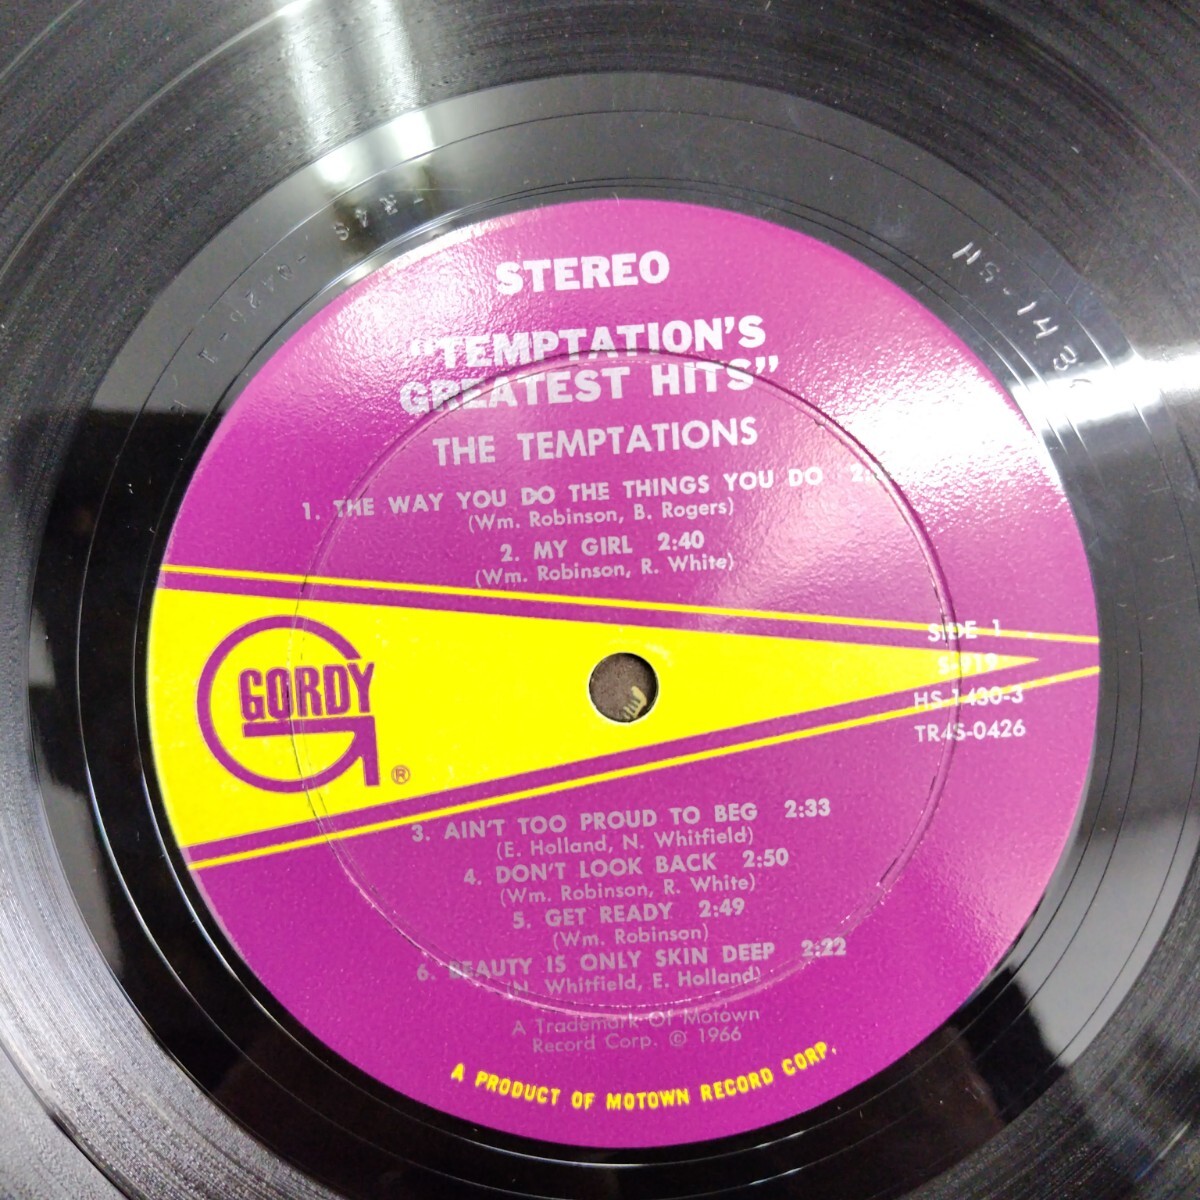 STEREO
"TEMPTATION'S
GREATEST HITS"
THE TEMPTATIONS
1. THE WAY YOU DO THE THINGS YOU DO
(Wm. Robinson, B. Rogers)
2. MY GIRL 2:40
(Wm. Robinson, R. White)
SIDE 1
S-919
HS 1430-3
TR4S-0426
GORDY
®
3. AIN'T TOO PROUD TO BEG 2:33
(E. Holland, N. Whitfield)
4. DON'T LOOK BACK 2:50
(Wm. Robinson, R. White)
5. GET READY 2:49
(Wm. Robinson)
6. BEAUTY IS ONLY SKIN DEEP 2:22
(N. Whitfield, E. Holland)
A Trademark Of Motown
Record Corp. © 1966
A PRODUCT OF MOTOWN RECORD CORP.